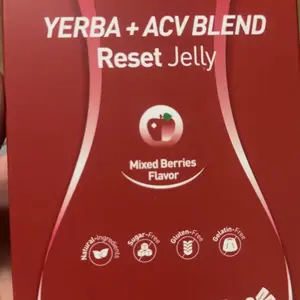 YERBA + ACV BLEND
Reset Jelly
Mixed Berries
Flavor
Natural-Ingredients
Sugar-Free
Gluten-Free
Gelatin-Free